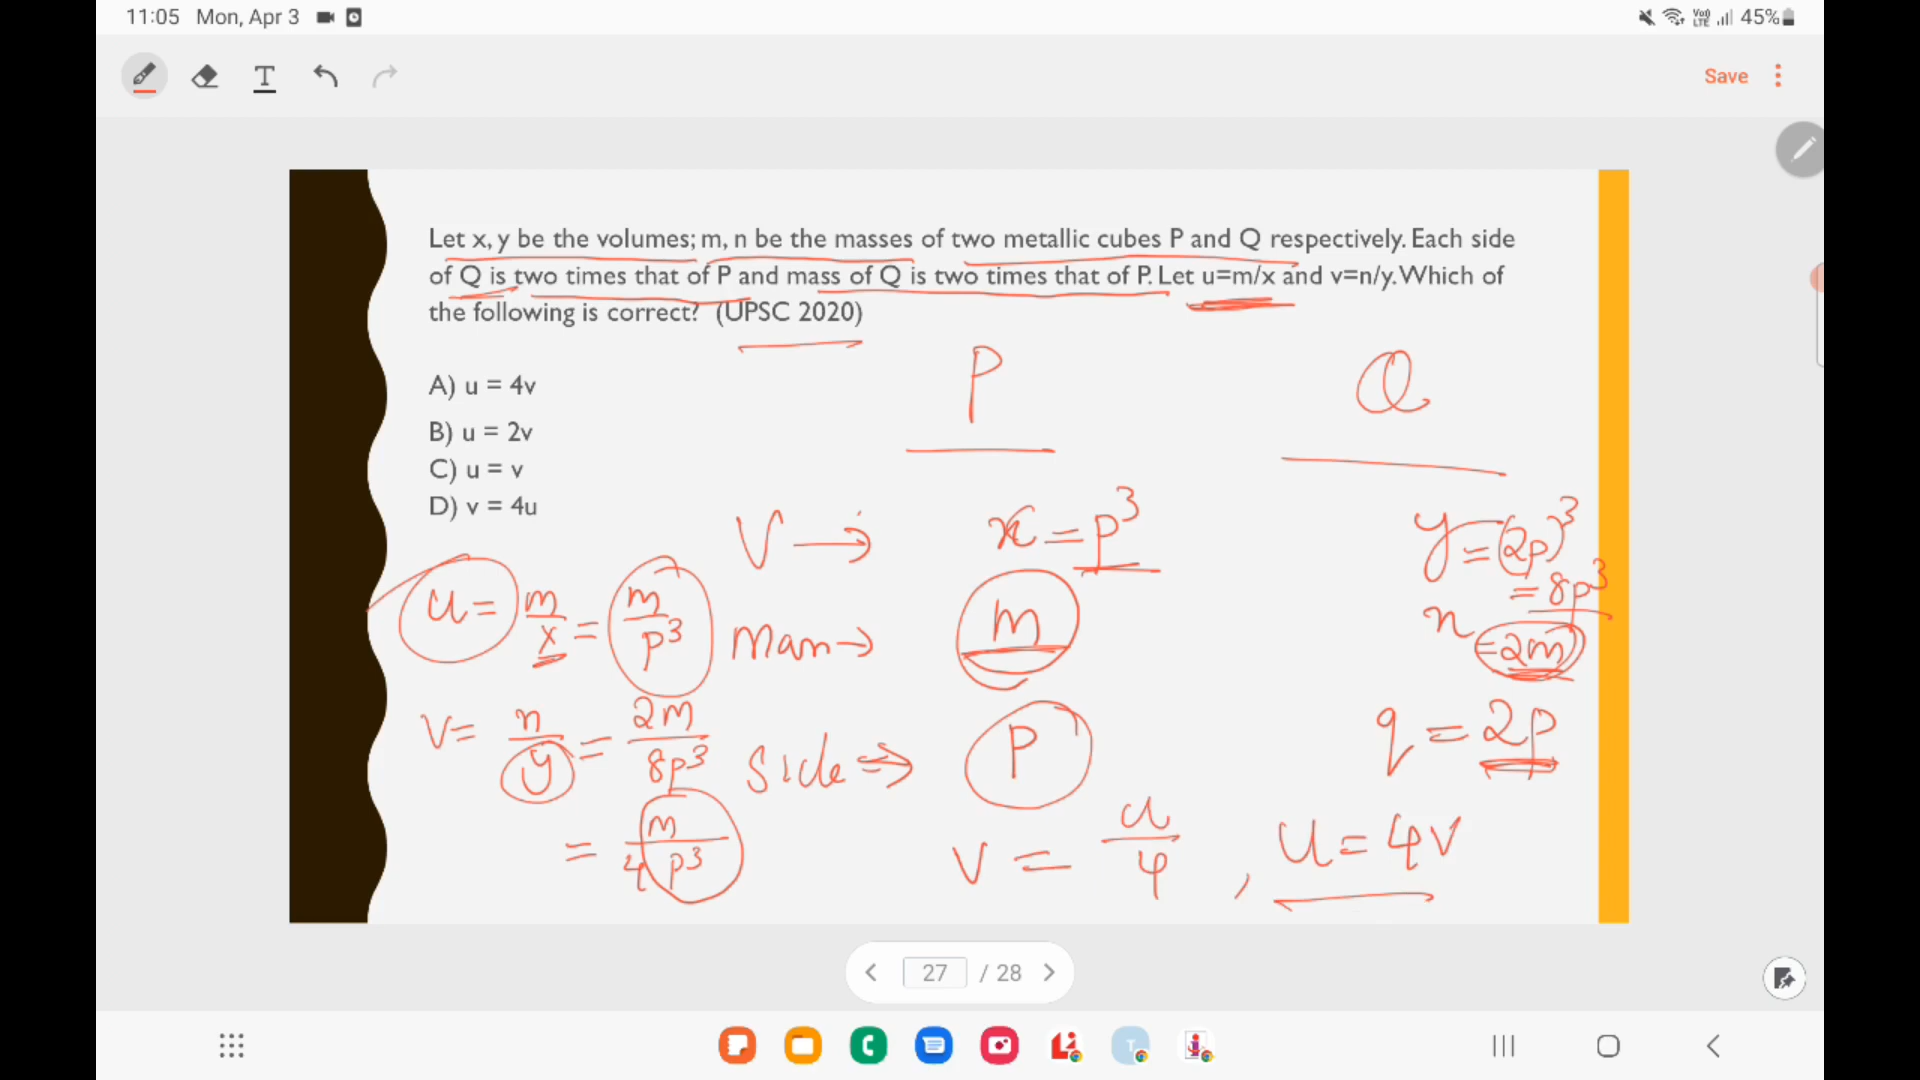 11:05 Mon, Apr 3
Vo)) LTE 45%
T Save
Let x, y be the volumes; m, n be the masses of two metallic cubes P and Q respectively. Each side
of Q is two times that of P and mass of Q is two times that of P. Let u=m/x and v=n/y. Which of
the following is correct? (UPSC 2020)
A) u = 4v
B) u = 2v
C) u = v
D) v = 4u
P Q
V → x = p³ y = (2p)³
= 8p³
u = m/x = m/p³ Mass → m n = 2m
v = n/y = 2m/8p³ Side ⇒ P q = 2p
= m/4p³ v = u/4 , u = 4v
27 / 28